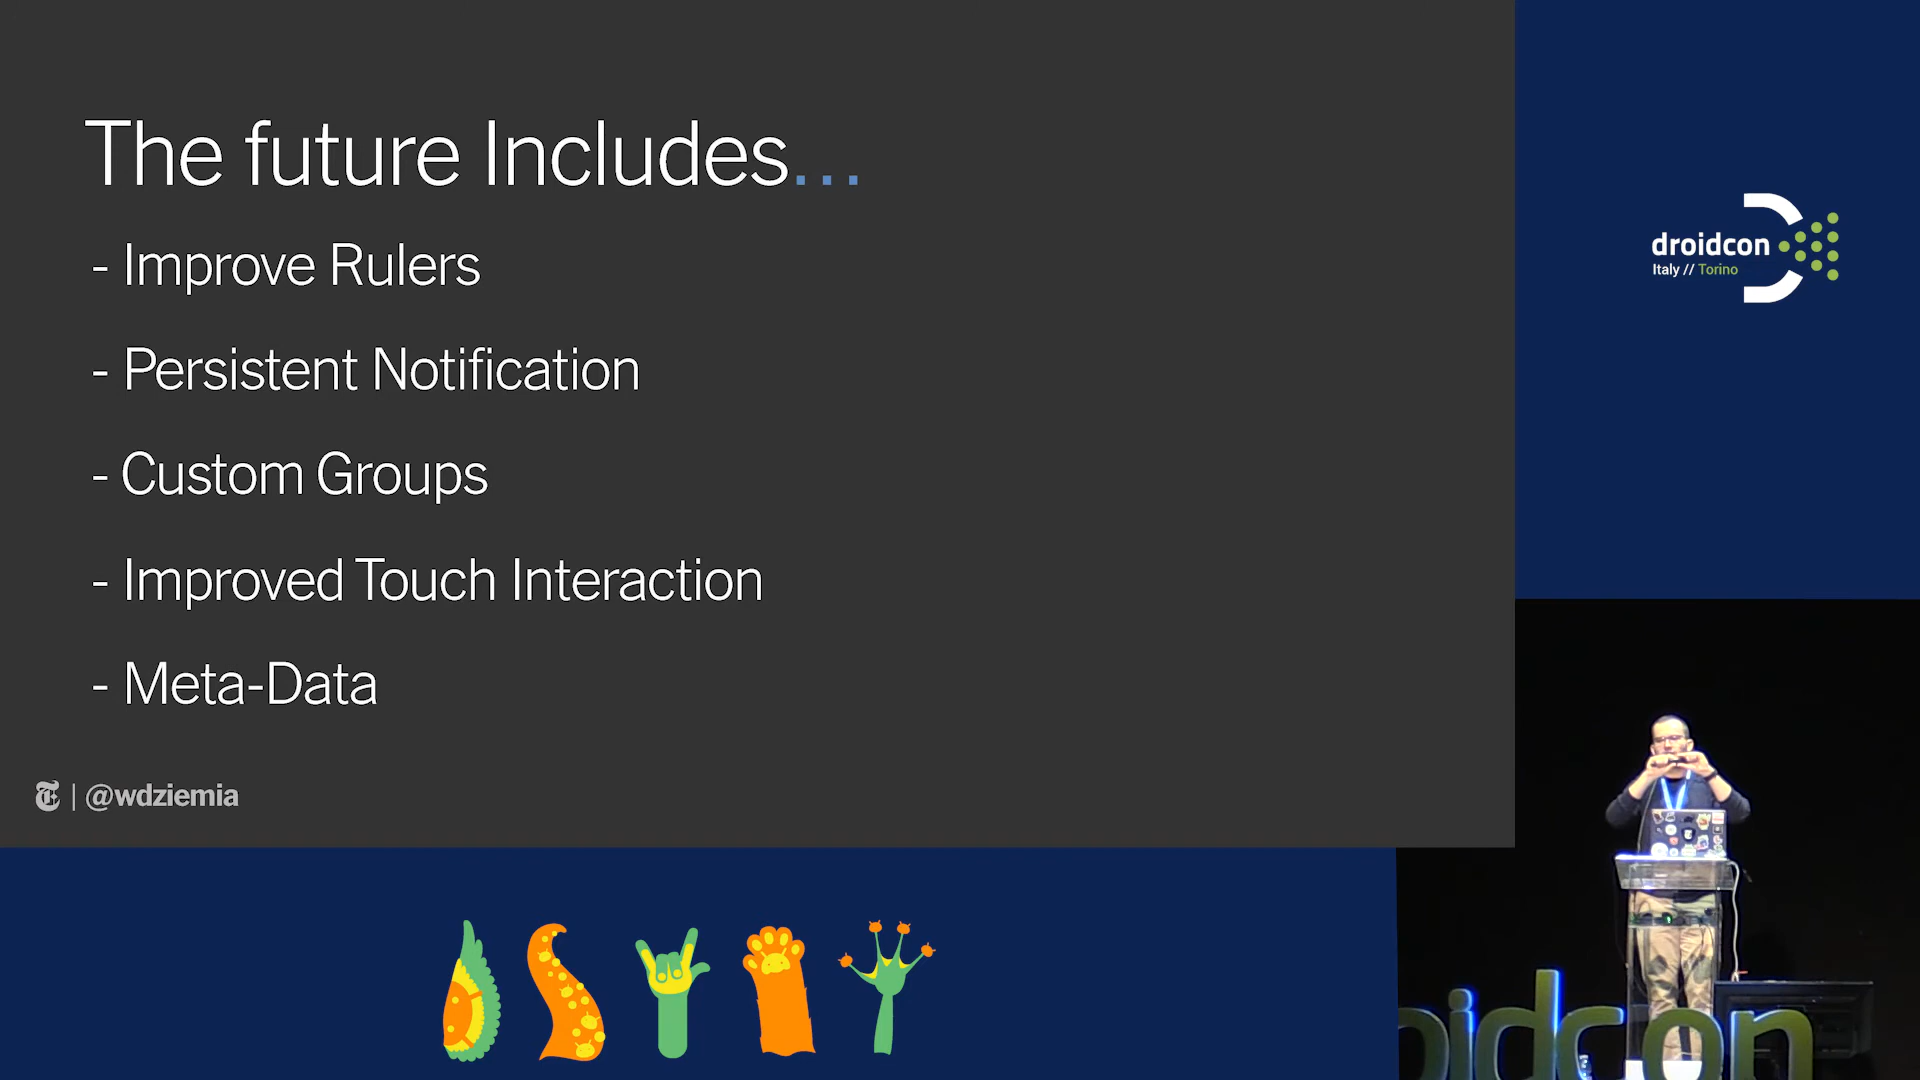 The future Includes...
- Improve Rulers
- Persistent Notification
- Custom Groups
- Improved Touch Interaction
- Meta-Data
| @wdziemia
droidcon
Italy // Torino
oidcon